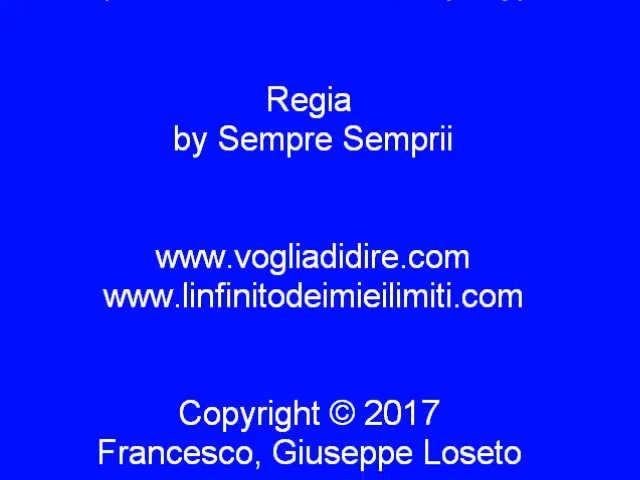 Regia
by Sempre Semprii
www.vogliadidire.com
www.linfinitodeimieilimiti.com
Copyright © 2017
Francesco, Giuseppe Loseto